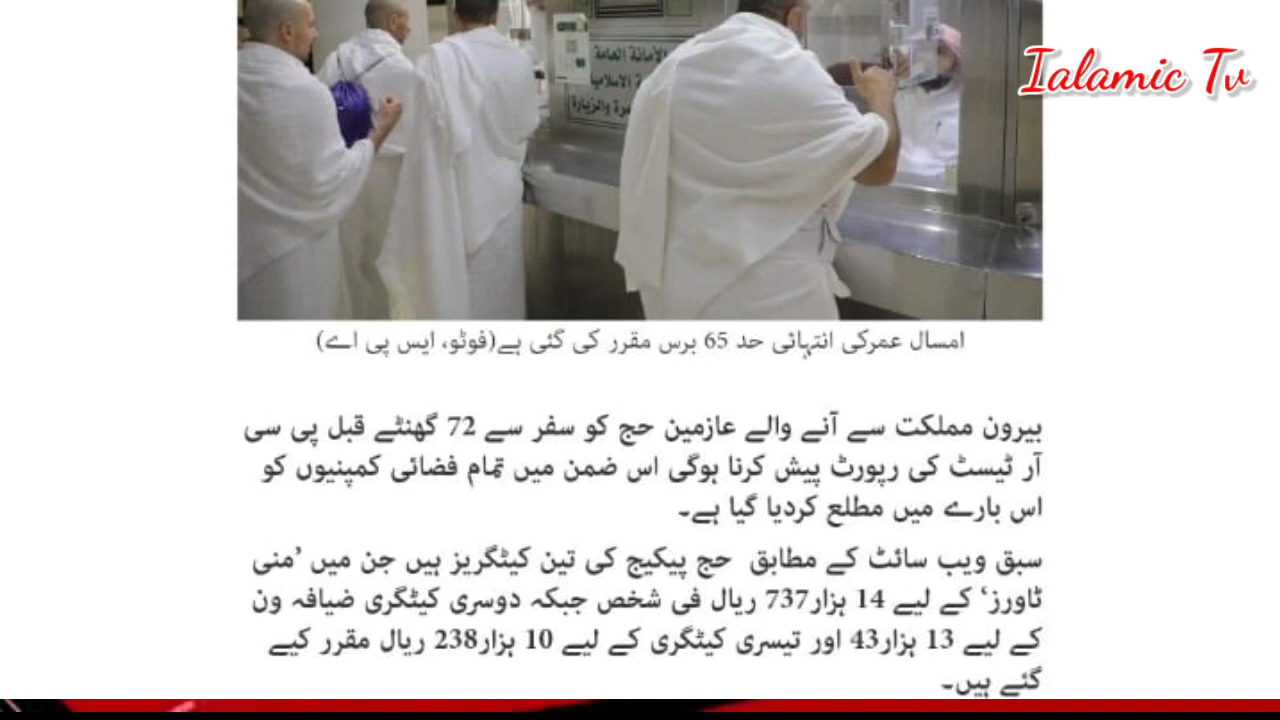 Ialamic Tv
الأمانة العامة
ة الاسلاميا
مرة والزيارة
امسال عمرکی انتہائی حد 65 برس مقرر کی گئی ہے(فوٹو، ایس پی اے)
بیرون مملکت سے آنے والے عازمین حج کو سفر سے 72 گھنٹے قبل پی سی
آر ٹیسٹ کی رپورٹ پیش کرنا ہوگی اس ضمن میں تمام فضائی کمپنیوں کو
اس بارے میں مطلع کردیا گیا ہے۔
سبق ویب سائٹ کے مطابق حج پیکیج کی تین کیٹگریز ہیں جن میں ’منی
ٹاورز‘ کے لیے 14 ہزار737 ریال فی شخص جبکہ دوسری کیٹگری ضیافہ ون
کے لیے 13 ہزار43 اور تیسری کیٹگری کے لیے 10 ہزار238 ریال مقرر کیے
گئے ہیں۔